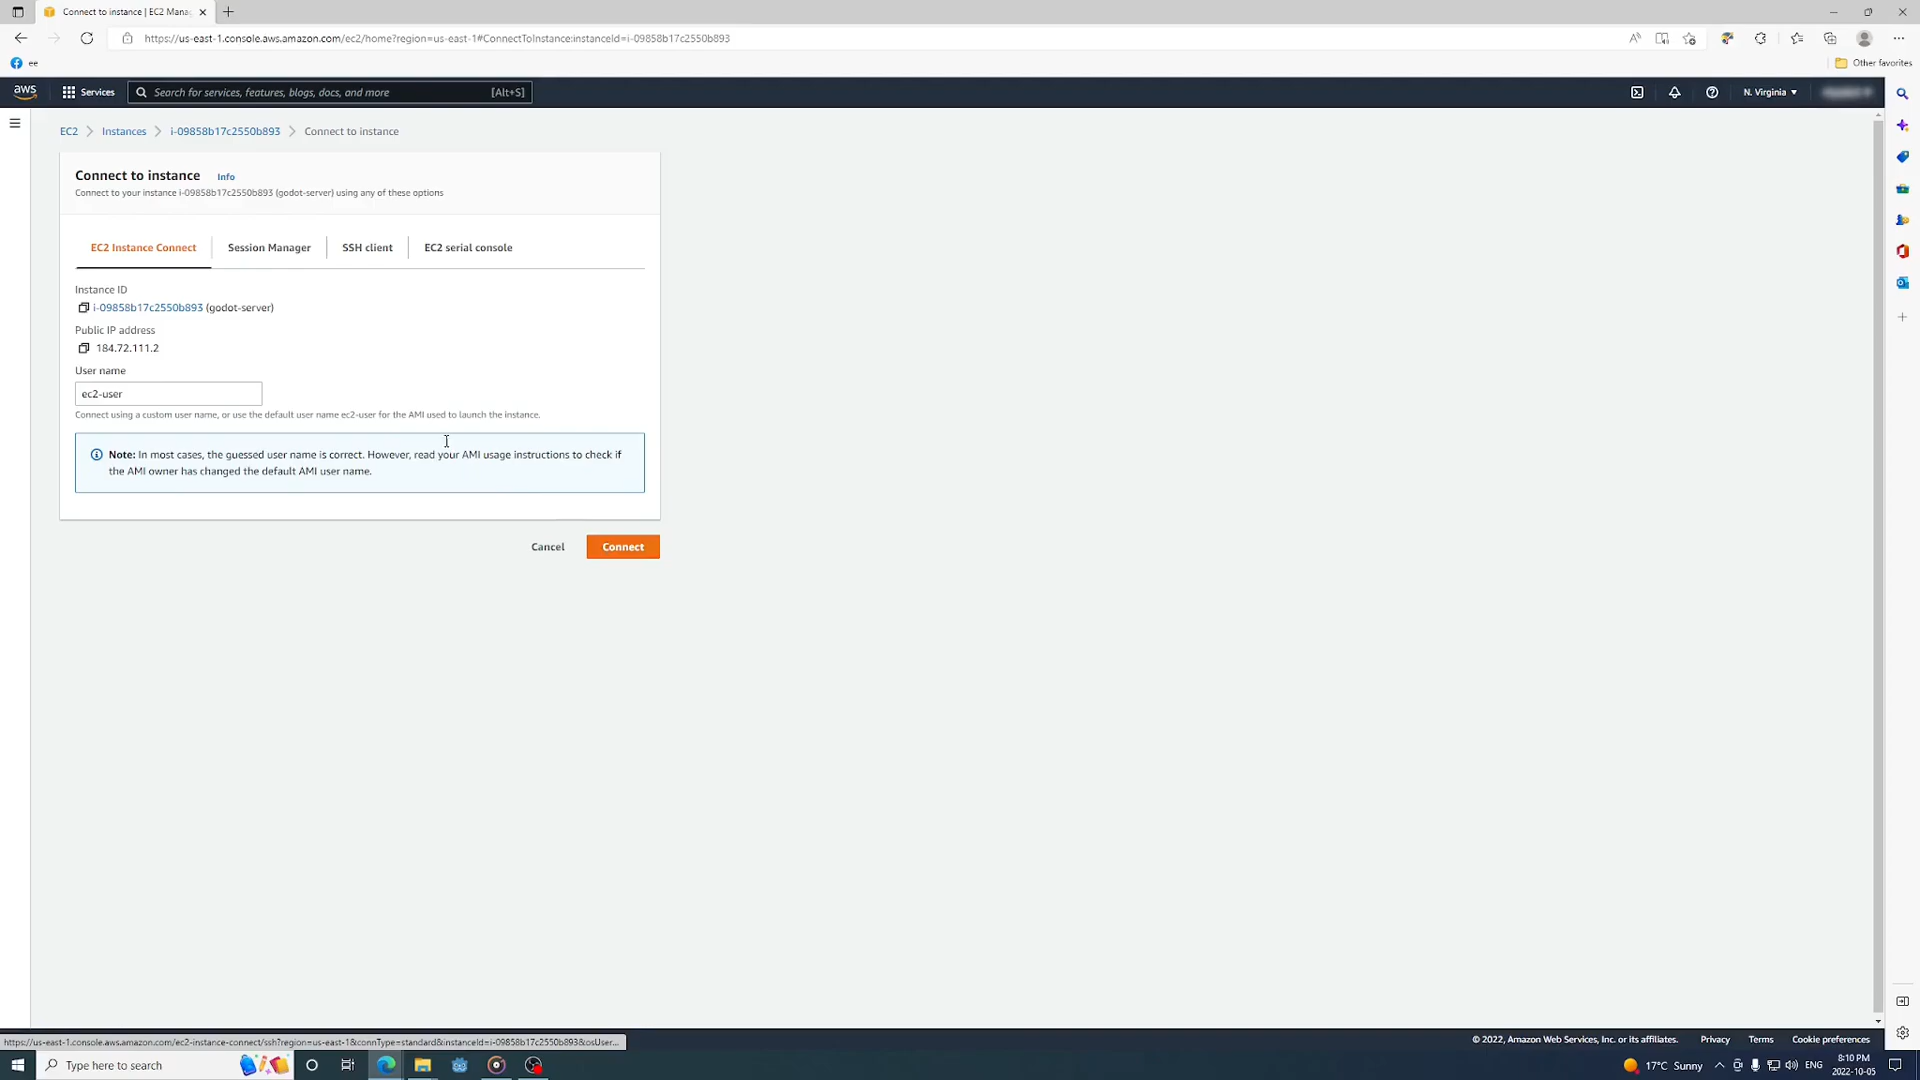 Connect to instance | EC2 Mana
https://us-east-1.console.aws.amazon.com/ec2/home?region=us-east-1#ConnectToInstance:instanceId=i-09858b17c2550b893
ee
Other favorites
aws
Services
Search for services, features, blogs, docs, and more
[Alt+S]
N. Virginia
EC2
Instances
i-09858b17c2550b893
Connect to instance
Connect to instance
Info
Connect to your instance i-09858b17c2550b893 (godot-server) using any of these options
EC2 Instance Connect
Session Manager
SSH client
EC2 serial console
Instance ID
i-09858b17c2550b893 (godot-server)
Public IP address
184.72.111.2
User name
ec2-user
Connect using a custom user name, or use the default user name ec2-user for the AMI used to launch the instance.
Note: In most cases, the guessed user name is correct. However, read your AMI usage instructions to check if
the AMI owner has changed the default AMI user name.
Cancel
Connect
https://us-east-1.console.aws.amazon.com/ec2-instance-connect/ssh?region=us-east-1&connType=standard&instanceId=i-09858b17c2550b893&osUser...
© 2022, Amazon Web Services, Inc. or its affiliates.
Privacy
Terms
Cookie preferences
Type here to search
17°C Sunny
ENG
8:10 PM
2022-10-05